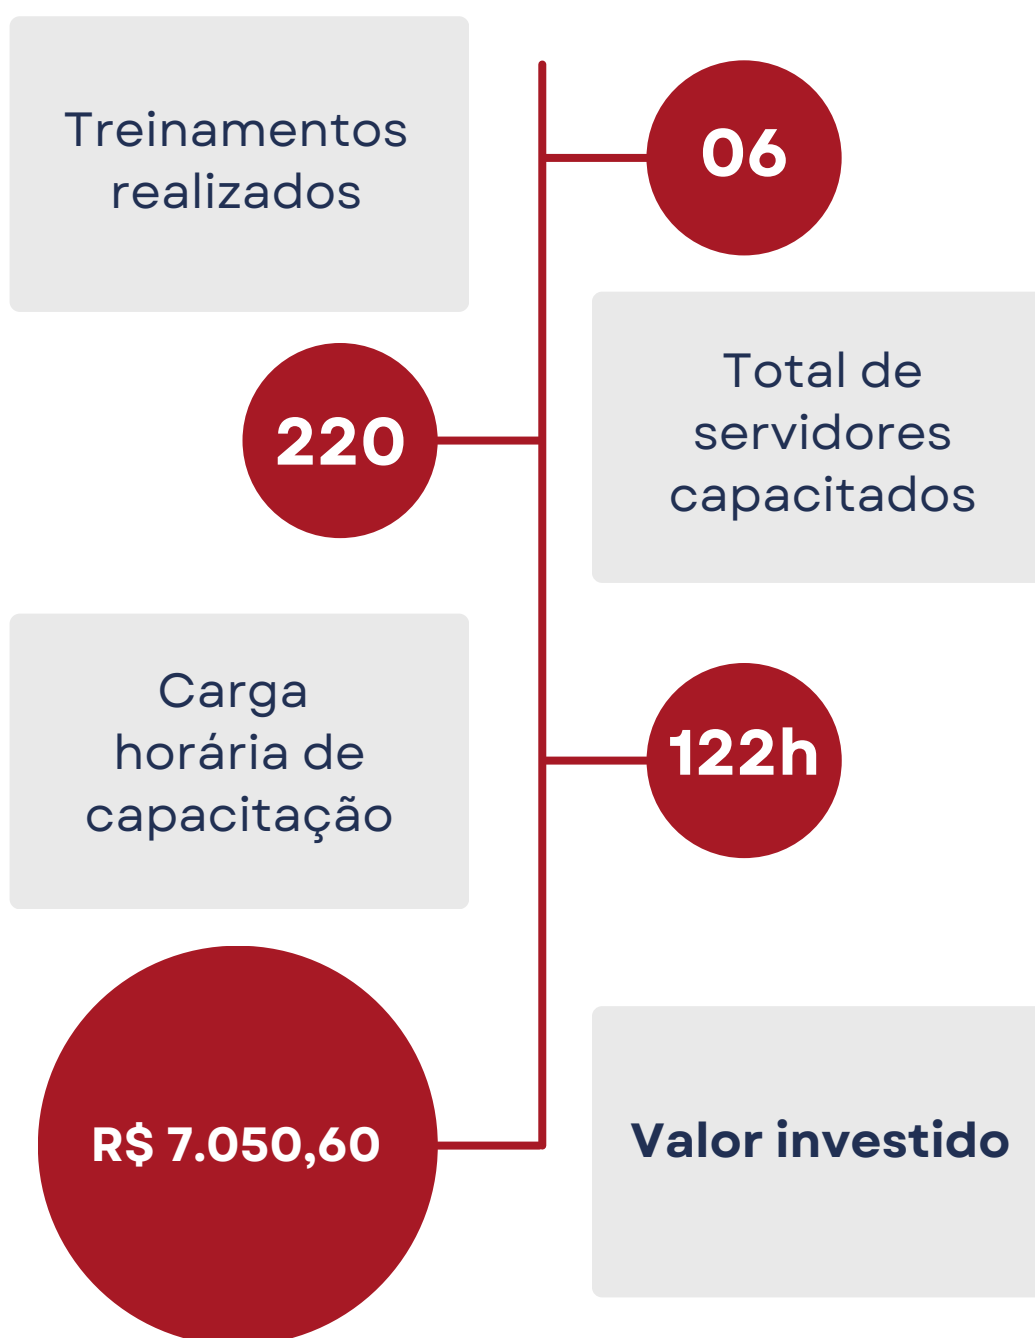 Treinamentos
realizados
06
220
Total de
servidores
capacitados
Carga
horária de
capacitação
122h
R$ 7.050,60
Valor investido